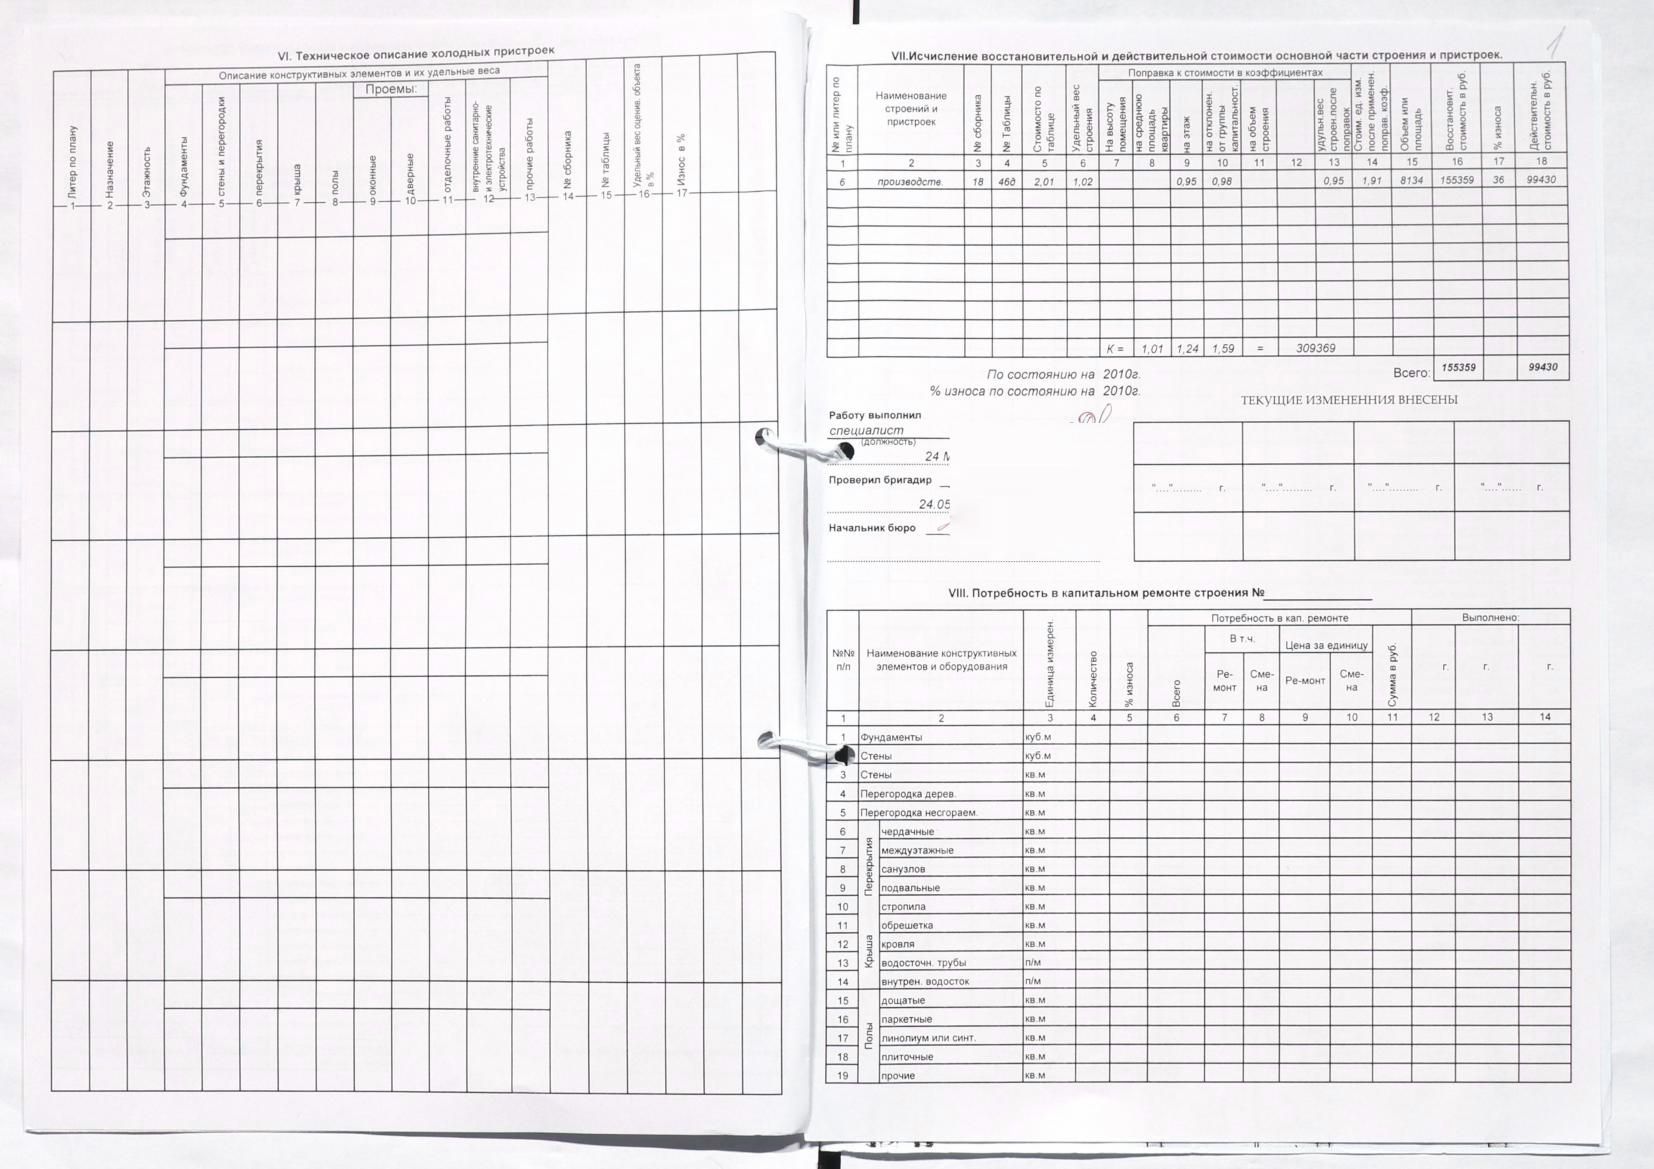 VI. Техническое описание холодных пристроек
Литер по плану
Назначение
Этажность
Описание конструктивных элементов и их удельные веса
Фундаменты
стены и перегородки
перекрытия
крыша
полы
Проемы:
оконные
дверные
отделочные работы
внутренние санитарно-
и электротехнические
устройства
прочие работы
№ сборника
№ таблицы
Удельный вес оценив. объекта
в %
Износ в %
1 2 3 4 5 6 7 8 9 10 11 12 13 14 15 16 17
1
VII.Исчисление восстановительной и действительной стоимости основной части строения и пристроек.
№ или литер по
плану
Наименование
строений и
пристроек
№ сборника
№ Таблицы
Стоимосто по
таблице
Удельный вес
строения
Поправка к стоимости в коэффициентах
На высоту
помещения
на среднюю
площадь
квартиры
на этаж
на отклонен.
от группы
капитальност.
на объем
строения
удульн.вес
строен.после
поправок
Стоим. ед. изм.
после применен.
поправ. коэф.
Объем или
площадь
Восстановит.
стоимость в руб.
% износа
Действительн.
стоимость в руб.
1 2 3 4 5 6 7 8 9 10 11 12 13 14 15 16 17 18
6 производств. 18 46д 2,01 1,02 0,95 0,98 0,95 1,91 8134 155359 36 99430
К = 1,01 1,24 1,59 = 309369
Всего: 155359 99430
По состоянию на 2010г.
% износа по состоянию на 2010г.
ТЕКУЩИЕ ИЗМЕНЕННИЯ ВНЕСЕНЫ
Работу выполнил
специалист
(должность)
24
Проверил бригадир
24.05
Начальник бюро
"....".......... г. "....".......... г. "....".......... г. "...."...... г.
VIII. Потребность в капитальном ремонте строения №
№№
п/п
Наименование конструктивных
элементов и оборудования
Единица измерен.
Количество
% износа
Потребность в кап. ремонте
Всего
В т.ч.
Ре-
монт
Сме-
на
Цена за единицу
Ре-монт
Сме-
на
Сумма в руб.
Выполнено:
г. г. г.
1 2 3 4 5 6 7 8 9 10 11 12 13 14
1 Фундаменты куб.м
Стены куб.м
3 Стены кв.м
4 Перегородка дерев. кв.м
5 Перегородка несгораем. кв.м
Перекрытия
6 чердачные кв.м
7 междуэтажные кв.м
8 санузлов кв.м
9 подвальные кв.м
Крыша
10 стропила кв.м
11 обрешетка кв.м
12 кровля кв.м
13 водосточн. трубы п/м
14 внутрен. водосток п/м
Полы
15 дощатые кв.м
16 паркетные кв.м
17 линолиум или синт. кв.м
18 плиточные кв.м
19 прочие кв.м